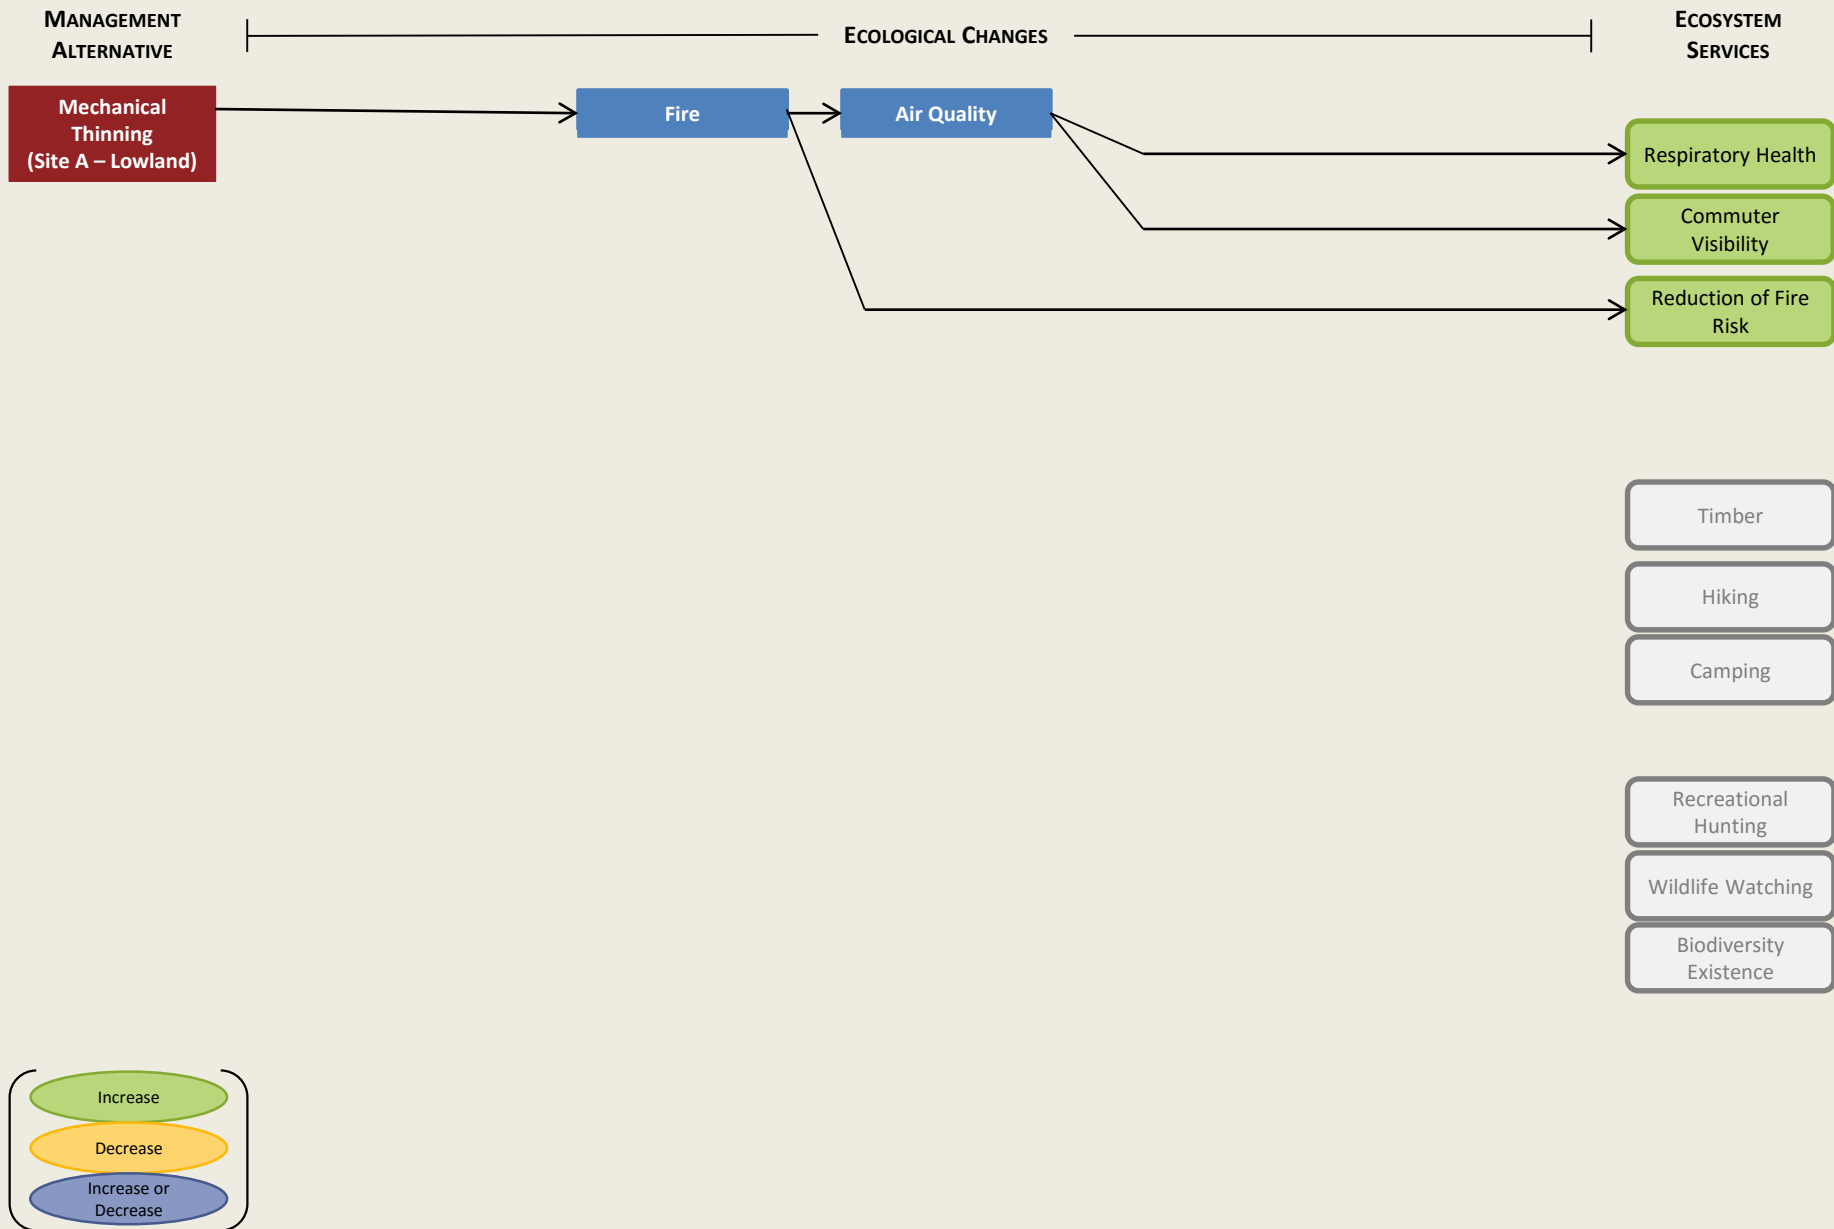 MANAGEMENT
ALTERNATIVE
ECOLOGICAL CHANGES
ECOSYSTEM
SERVICES
Mechanical
Thinning
(Site A – Lowland)
Fire
Air Quality
Respiratory Health
Commuter
Visibility
Reduction of Fire
Risk
Timber
Hiking
Camping
Recreational
Hunting
Wildlife Watching
Biodiversity
Existence
Increase
Decrease
Increase or
Decrease